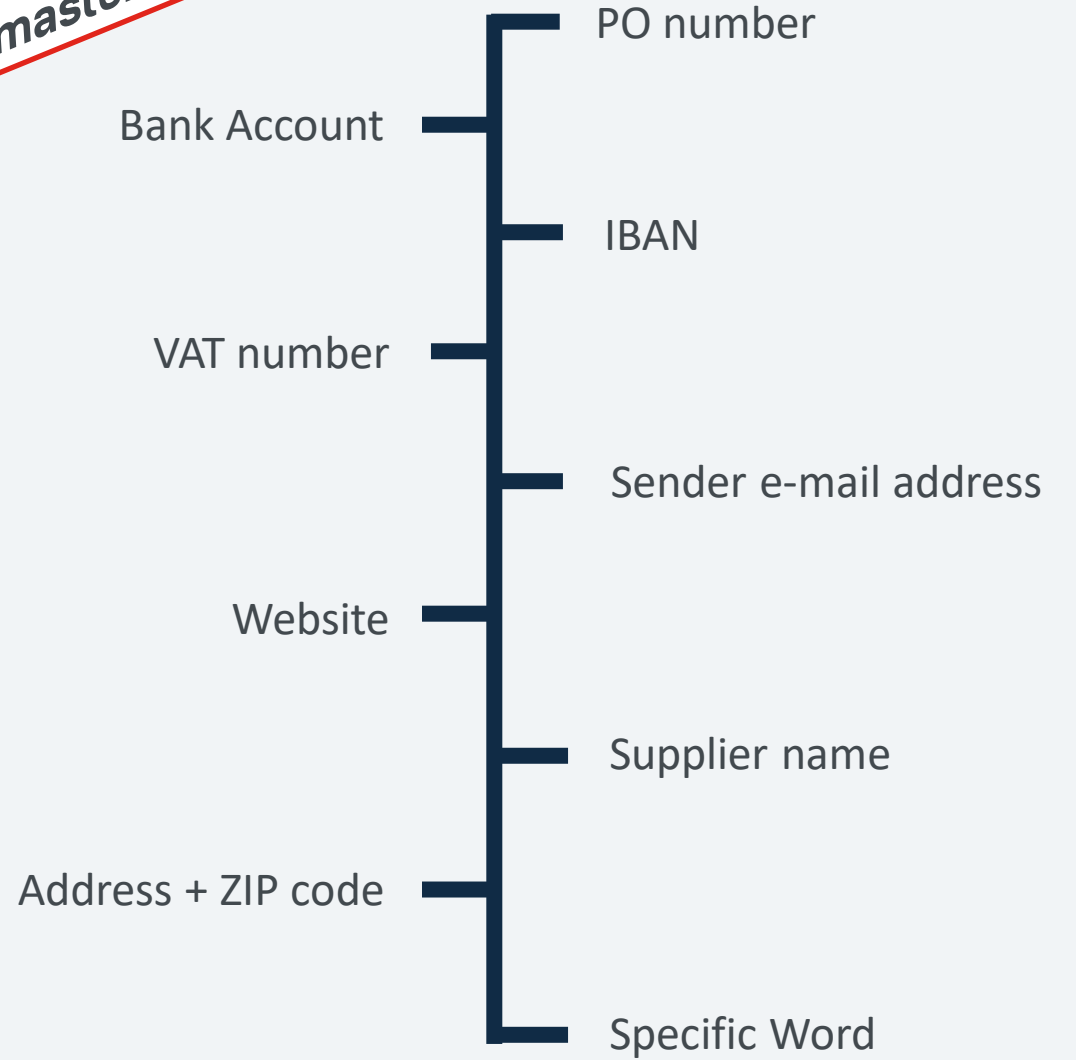 PO number
Bank Account
IBAN
VAT number
Sender e-mail address
Website
Supplier name
Address + ZIP code
Specific Word